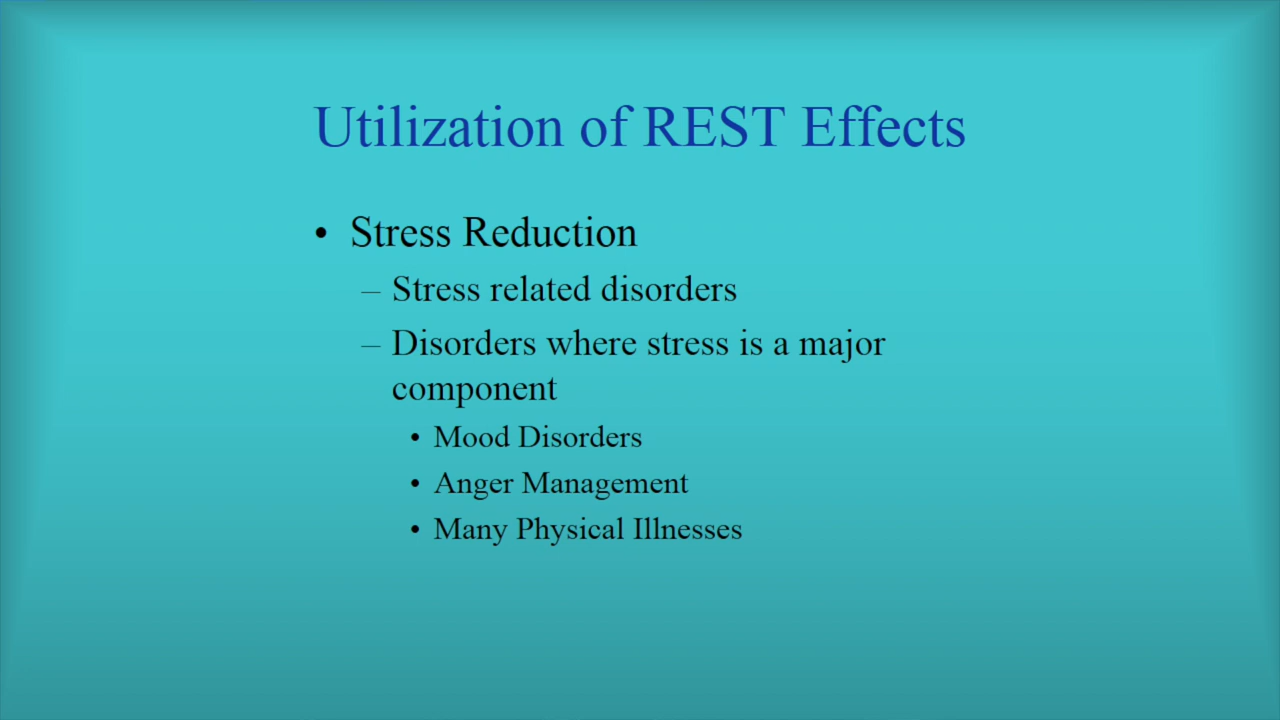 Utilization of REST Effects
• Stress Reduction
– Stress related disorders
– Disorders where stress is a major
component
• Mood Disorders
• Anger Management
• Many Physical Illnesses